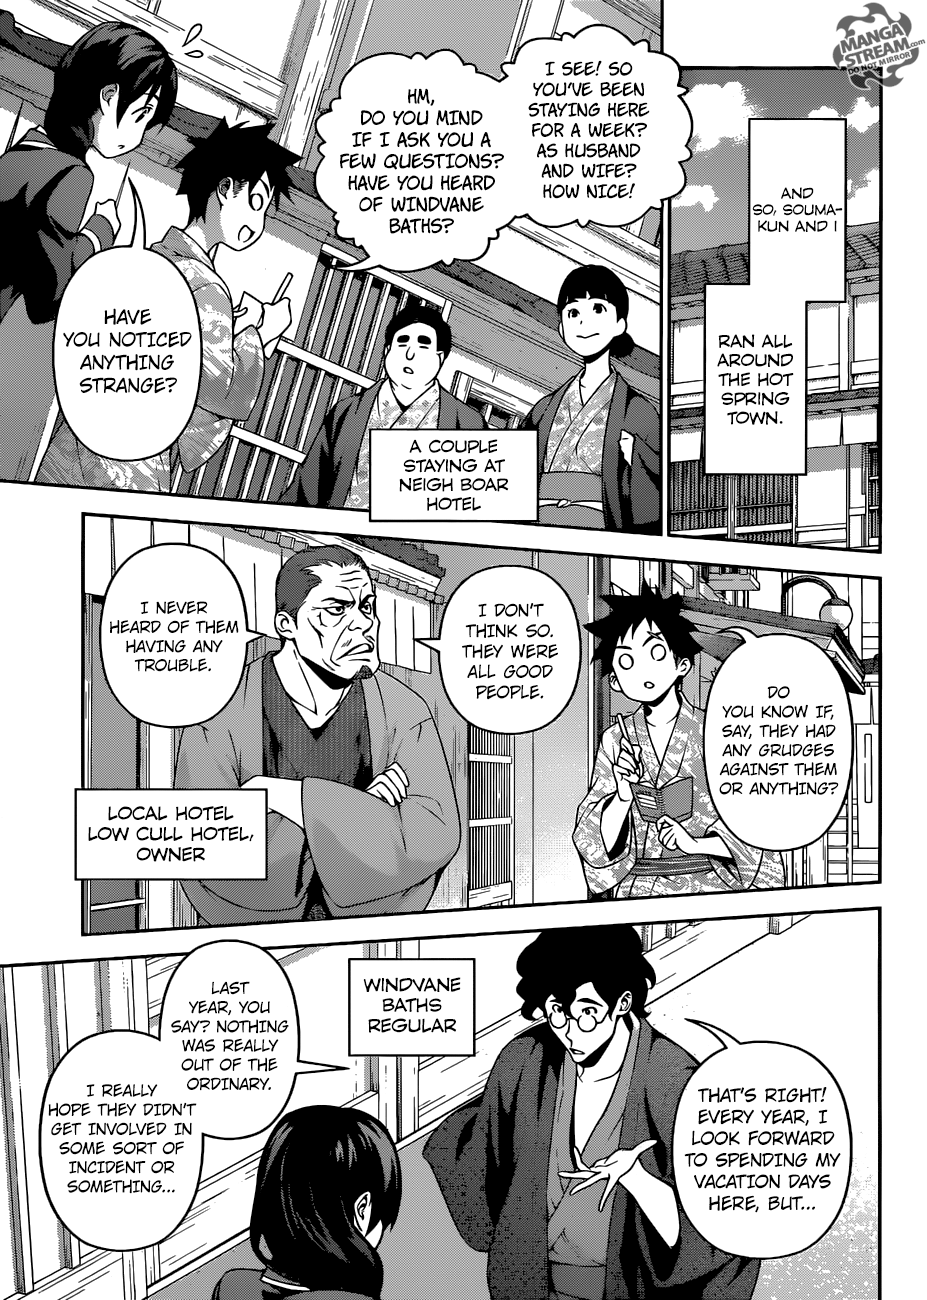 MANGA
STREAM.com
DO NOT MIRROR
AND
SO, SOUMA-
KUN AND I
RAN ALL
AROUND
THE HOT
SPRING
TOWN.
I SEE! SO
YOU'VE BEEN
STAYING HERE
FOR A WEEK?
AS HUSBAND
AND WIFE?
HOW NICE!
HM,
DO YOU MIND
IF I ASK YOU A
FEW QUESTIONS?
HAVE YOU HEARD
OF WINDVANE
BATHS?
HAVE
YOU NOTICED
ANYTHING
STRANGE?
A COUPLE
STAYING AT
NEIGH BOAR
HOTEL
DO
YOU KNOW IF,
SAY, THEY HAD
ANY GRUDGES
AGAINST THEM
OR ANYTHING?
I DON'T
THINK SO.
THEY WERE
ALL GOOD
PEOPLE.
I NEVER
HEARD OF THEM
HAVING ANY
TROUBLE.
LOCAL HOTEL
LOW CULL HOTEL,
OWNER
THAT'S RIGHT!
EVERY YEAR, I
LOOK FORWARD
TO SPENDING MY
VACATION DAYS
HERE, BUT...
WINDVANE
BATHS
REGULAR
LAST
YEAR, YOU
SAY? NOTHING
WAS REALLY
OUT OF THE
ORDINARY.
I REALLY
HOPE THEY DIDN'T
GET INVOLVED IN
SOME SORT OF
INCIDENT OR
SOMETHING...